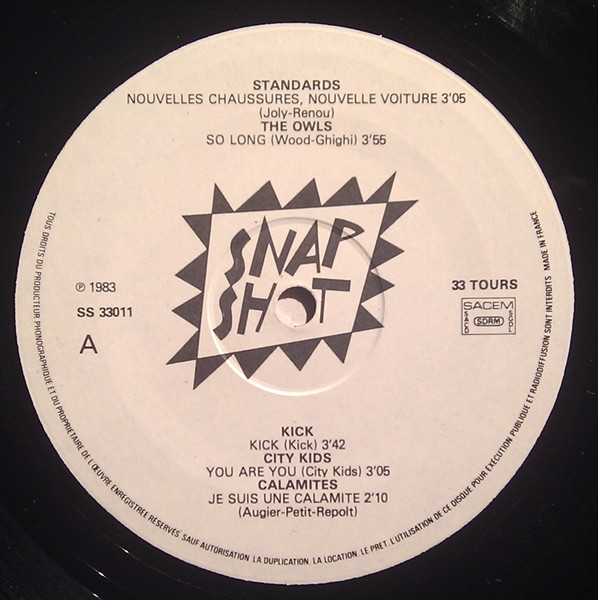 STANDARDS
NOUVELLES CHAUSSURES, NOUVELLE VOITURE 3'05
(Joly-Renou)
THE OWLS
SO LONG (Wood-Ghighi) 3'55
SNAP
SHOT
℗ 1983
SS 33011
A
33 TOURS
SACEM
SACD
SDRM
SGDL
KICK
KICK (Kick) 3'42
CITY KIDS
YOU ARE YOU (City Kids) 3'05
CALAMITES
JE SUIS UNE CALAMITE 2'10
(Augier-Petit-Repolt)
TOUS DROITS DU PRODUCTEUR PHONOGRAPHIQUE ET DU PROPRIETAIRE DE L'ŒUVRE ENREGISTREE RESERVES. SAUF AUTORISATION, LA DUPLICATION, LA LOCATION, LE PRET, L'UTILISATION DE CE DISQUE POUR EXECUTION PUBLIQUE ET RADIODIFFUSION SONT INTERDITS MADE IN FRANCE